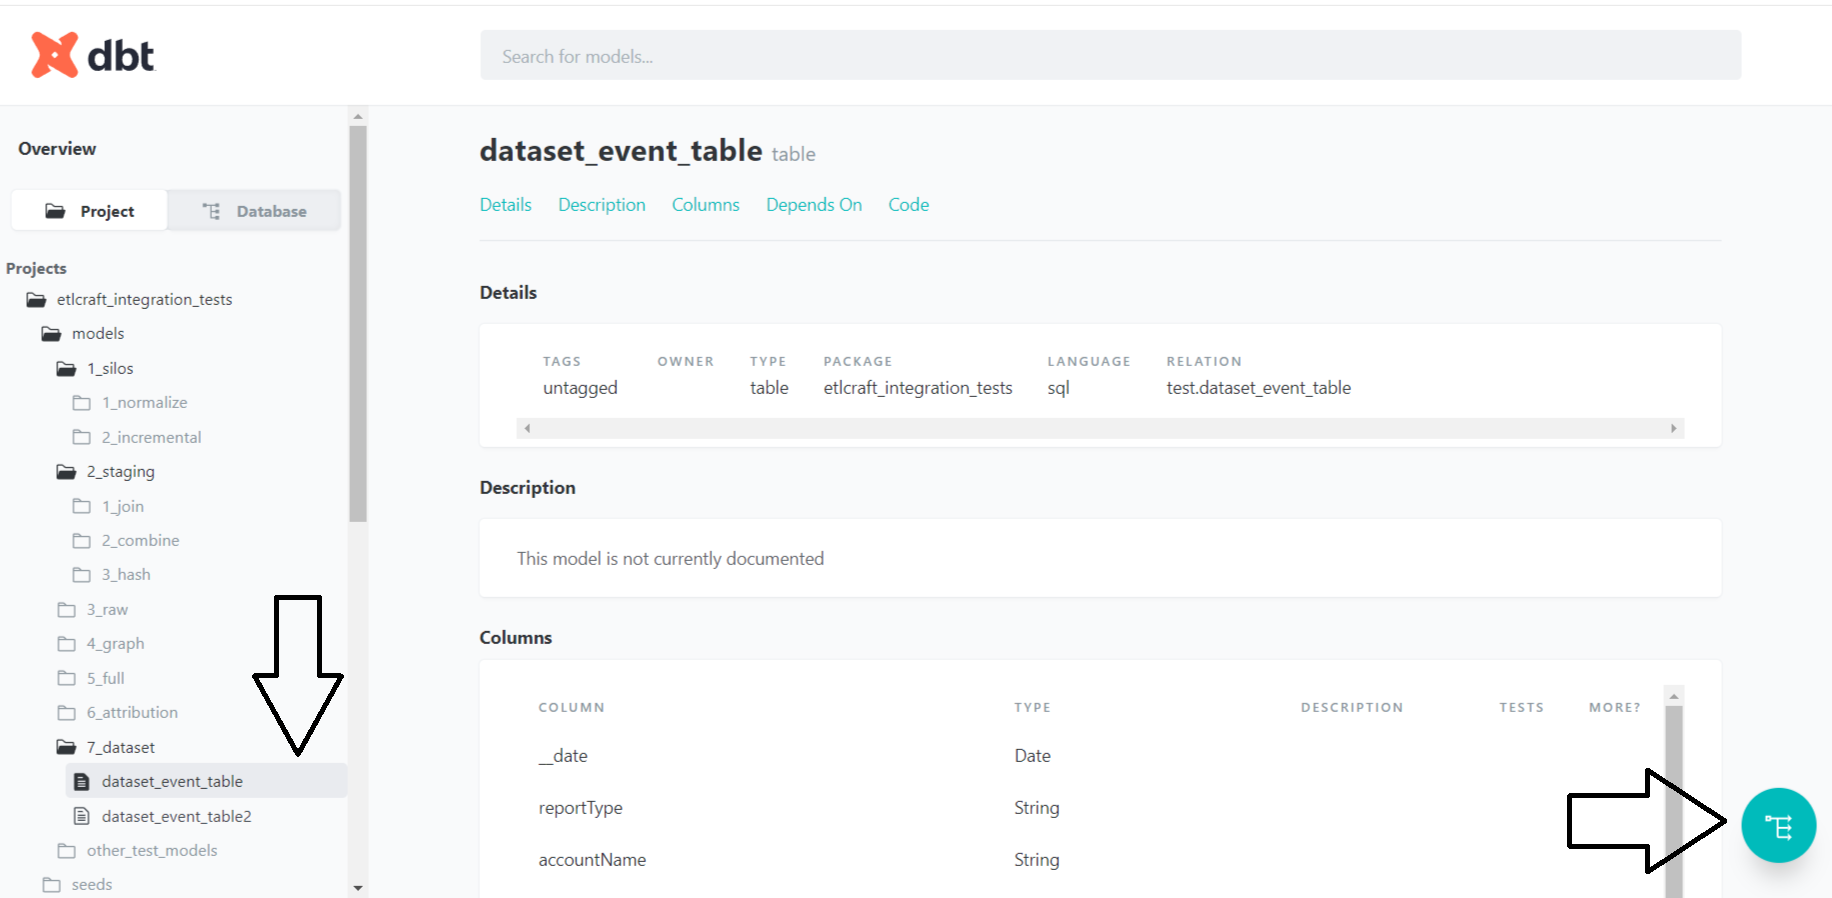 dbt
Search for models...
Overview
Project
Database
Projects
etlcraft_integration_tests
models
1_silos
1_normalize
2_incremental
2_staging
1_join
2_combine
3_hash
3_raw
4_graph
5_full
6_attribution
7_dataset
dataset_event_table
dataset_event_table2
other_test_models
seeds
dataset_event_table table
Details Description Columns Depends On Code
Details
TAGS OWNER TYPE PACKAGE LANGUAGE RELATION
untagged table etlcraft_integration_tests sql test.dataset_event_table
Description
This model is not currently documented
Columns
COLUMN TYPE DESCRIPTION TESTS MORE?
__date Date
reportType String
accountName String